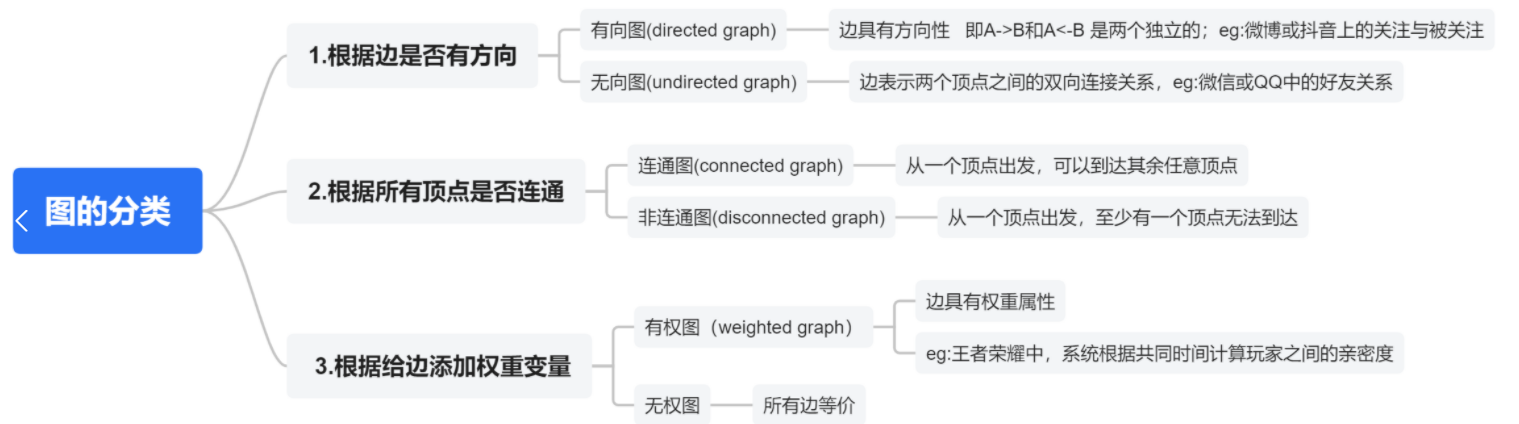 图的分类
1.根据边是否有方向
有向图(directed graph)
边具有方向性 即A->B和A<-B 是两个独立的；eg:微博或抖音上的关注与被关注
无向图(undirected graph)
边表示两个顶点之间的双向连接关系，eg:微信或QQ中的好友关系
2.根据所有顶点是否连通
连通图(connected graph)
从一个顶点出发，可以到达其余任意顶点
非连通图(disconnected graph)
从一个顶点出发，至少有一个顶点无法到达
3.根据给边添加权重变量
有权图（weighted graph）
边具有权重属性
eg:王者荣耀中，系统根据共同时间计算玩家之间的亲密度
无权图
所有边等价